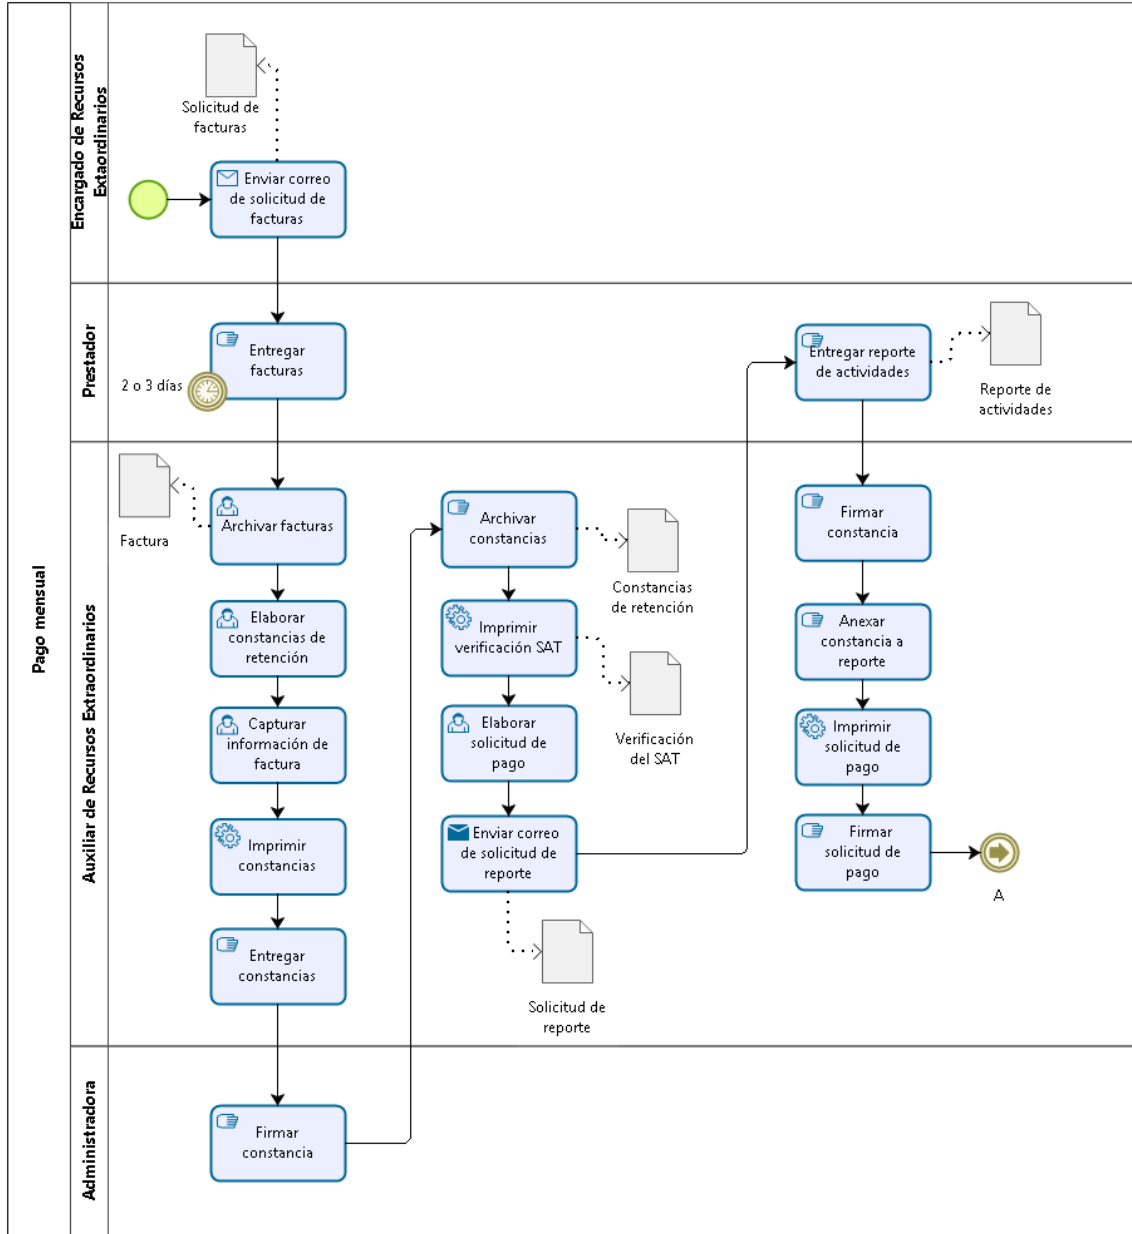 Pago mensual
Encargado de Recursos
Extaordinarios
Solicitud de
facturas
Enviar correo
de solicitud de
facturas
Prestador
2 o 3 días
Entregar
facturas
Entregar reporte
de actividades
Reporte de
actividades
Auxiliar de Recursos Extraordinarios
Factura
Archivar facturas
Elaborar
constancias de
retención
Capturar
información de
factura
Imprimir
constancias
Entregar
constancias
Archivar
constancias
Constancias
de retención
Imprimir
verificación SAT
Verificación
del SAT
Elaborar
solicitud de
pago
Enviar correo
de solicitud de
reporte
Solicitud de
reporte
Firmar
constancia
Anexar
constancia a
reporte
Imprimir
solicitud de
pago
Firmar
solicitud de
pago
A
Administradora
Firmar
constancia